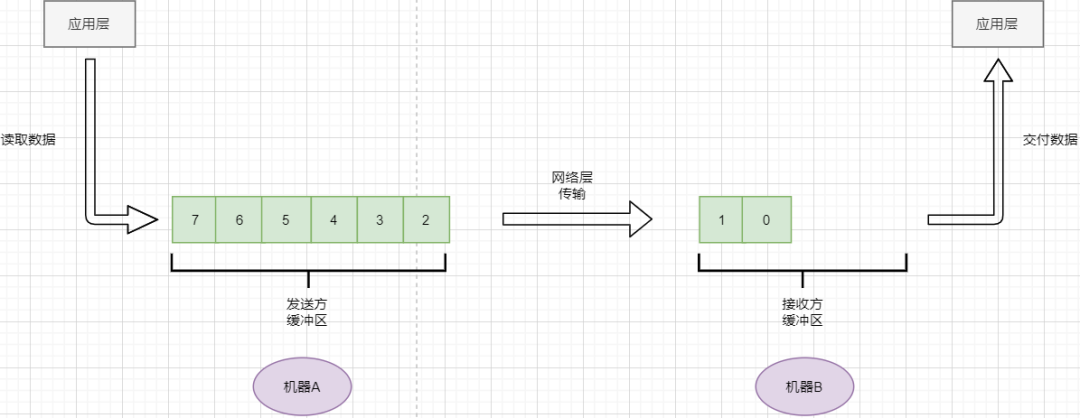 应用层
应用层
读取数据
交付数据
网络层
传输
7 6 5 4 3 2
1 0
发送方
缓冲区
接收方
缓冲区
机器A
机器B